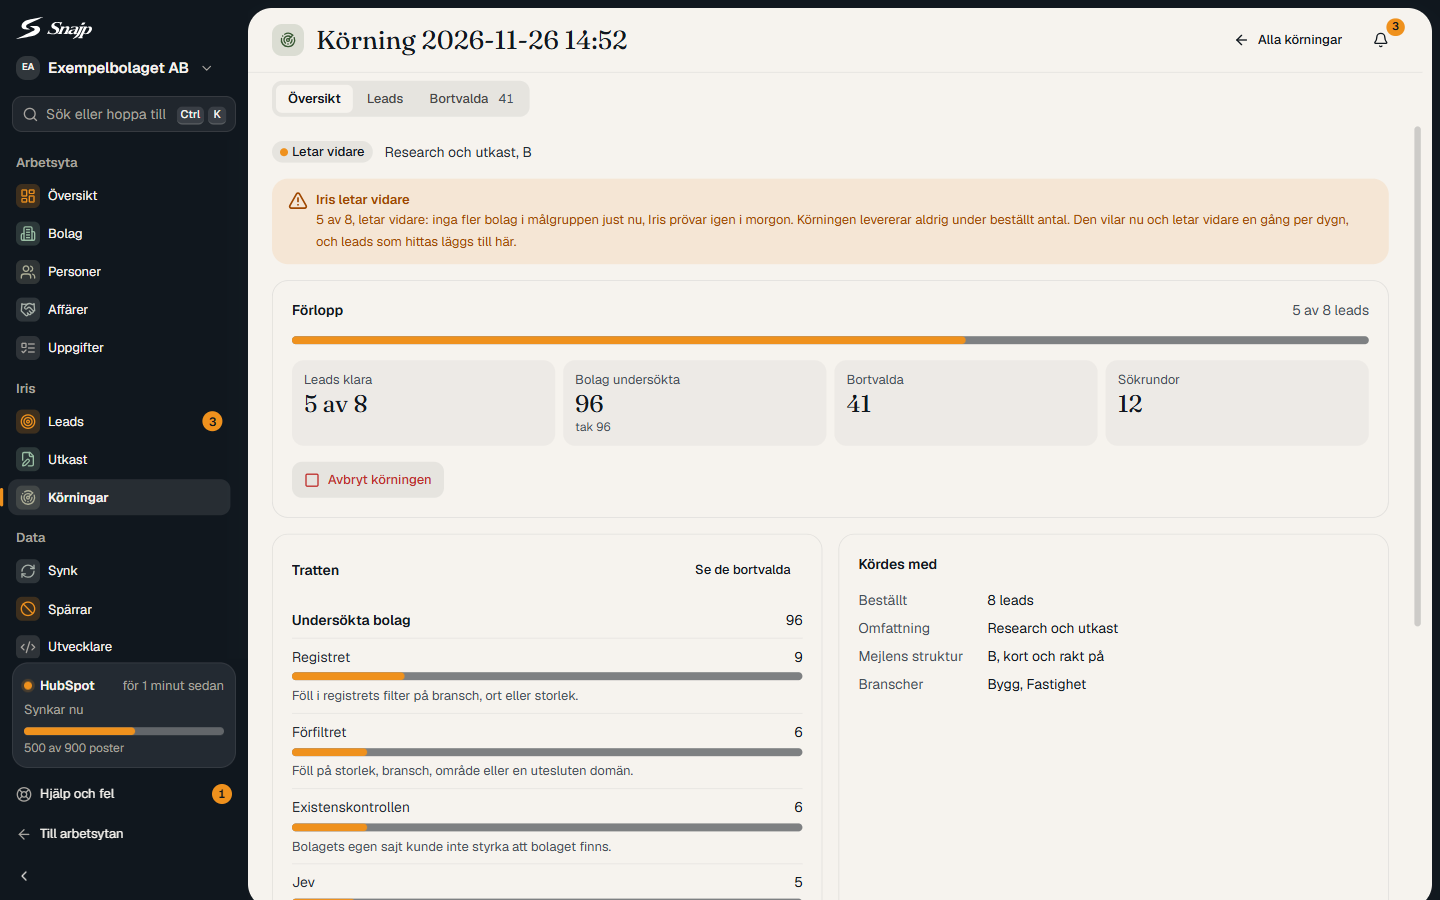 Snajp
EA Exempelbolaget AB
Sök eller hoppa till Ctrl K
Arbetsyta
Översikt
Bolag
Personer
Affärer
Uppgifter
Iris
Leads 3
Utkast
Körningar
Data
Synk
Spärrar
Utvecklare
HubSpot för 1 minut sedan
Synkar nu
500 av 900 poster
Hjälp och fel 1
Till arbetsytan
Körning 2026-11-26 14:52
Alla körningar 3
Översikt Leads Bortvalda 41
Letar vidare Research och utkast, B
Iris letar vidare
5 av 8, letar vidare: inga fler bolag i målgruppen just nu, Iris prövar igen i morgon. Körningen levererar aldrig under beställt antal. Den vilar nu och letar vidare en gång per dygn,
och leads som hittas läggs till här.
Förlopp 5 av 8 leads
Leads klara
5 av 8
Bolag undersökta
96
tak 96
Bortvalda
41
Sökrundor
12
Avbryt körningen
Tratten Se de bortvalda
Undersökta bolag 96
Registret 9
Föll i registrets filter på bransch, ort eller storlek.
Förfiltret 6
Föll på storlek, bransch, område eller en utesluten domän.
Existenskontrollen 6
Bolagets egen sajt kunde inte styrka att bolaget finns.
Jev 5
Kördes med
Beställt 8 leads
Omfattning Research och utkast
Mejlens struktur B, kort och rakt på
Branscher Bygg, Fastighet